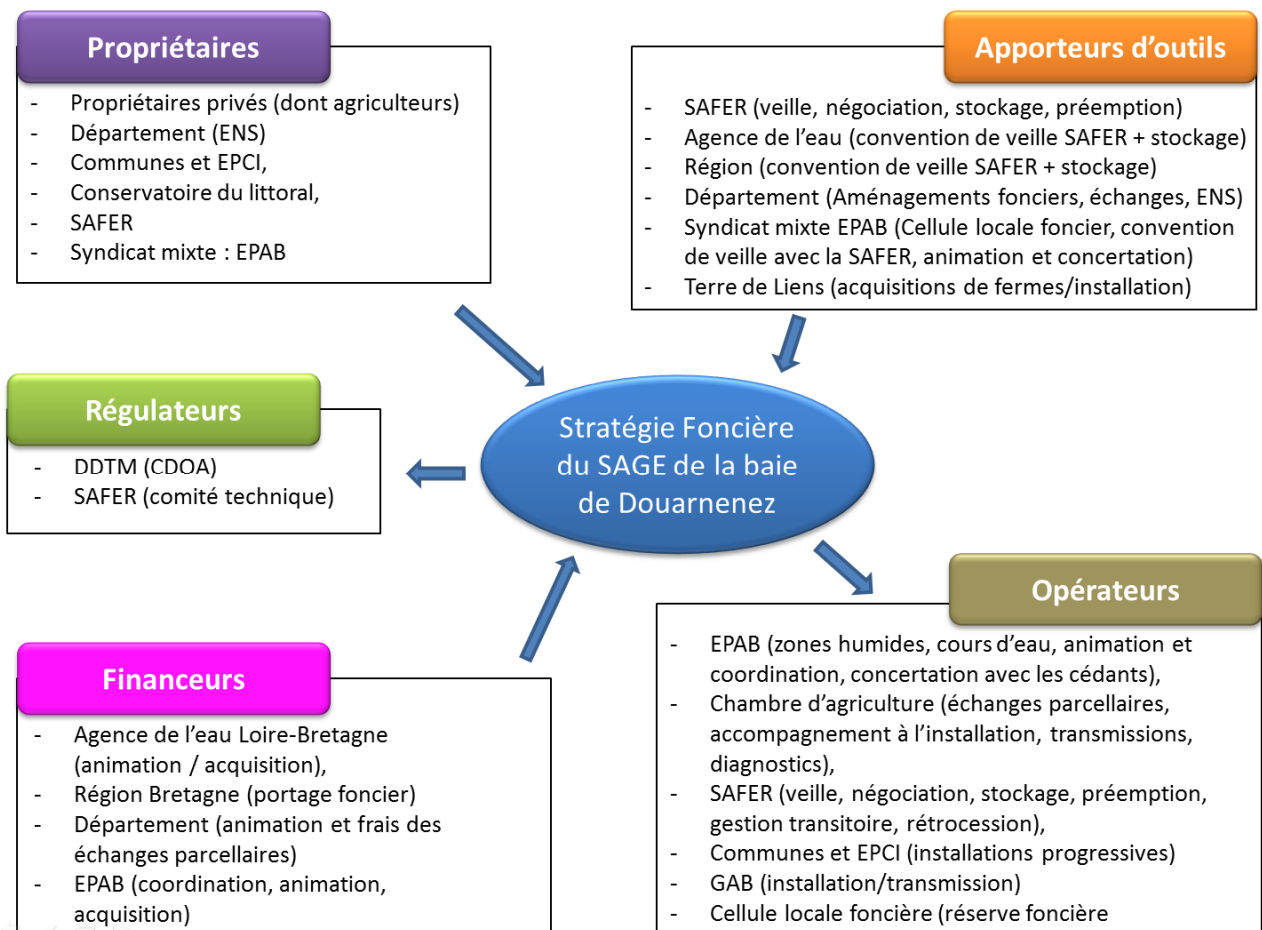 Propriétaires
- Propriétaires privés (dont agriculteurs)
- Département (ENS)
- Communes et EPCI,
- Conservatoire du littoral,
- SAFER
- Syndicat mixte : EPAB
Apporteurs d’outils
- SAFER (veille, négociation, stockage, préemption)
- Agence de l’eau (convention de veille SAFER + stockage)
- Région (convention de veille SAFER + stockage)
- Département (Aménagements fonciers, échanges, ENS)
- Syndicat mixte EPAB (Cellule locale foncier, convention
de veille avec la SAFER, animation et concertation)
- Terre de Liens (acquisitions de fermes/installation)
Régulateurs
- DDTM (CDOA)
- SAFER (comité technique)
Stratégie Foncière
du SAGE de la baie
de Douarnenez
Financeurs
- Agence de l’eau Loire-Bretagne
(animation / acquisition),
- Région Bretagne (portage foncier)
- Département (animation et frais des
échanges parcellaires)
- EPAB (coordination, animation,
acquisition)
Opérateurs
- EPAB (zones humides, cours d’eau, animation et
coordination, concertation avec les cédants),
- Chambre d’agriculture (échanges parcellaires,
accompagnement à l’installation, transmissions,
diagnostics),
- SAFER (veille, négociation, stockage, préemption,
gestion transitoire, rétrocession),
- Communes et EPCI (installations progressives)
- GAB (installation/transmission)
- Cellule locale foncière (réserve foncière